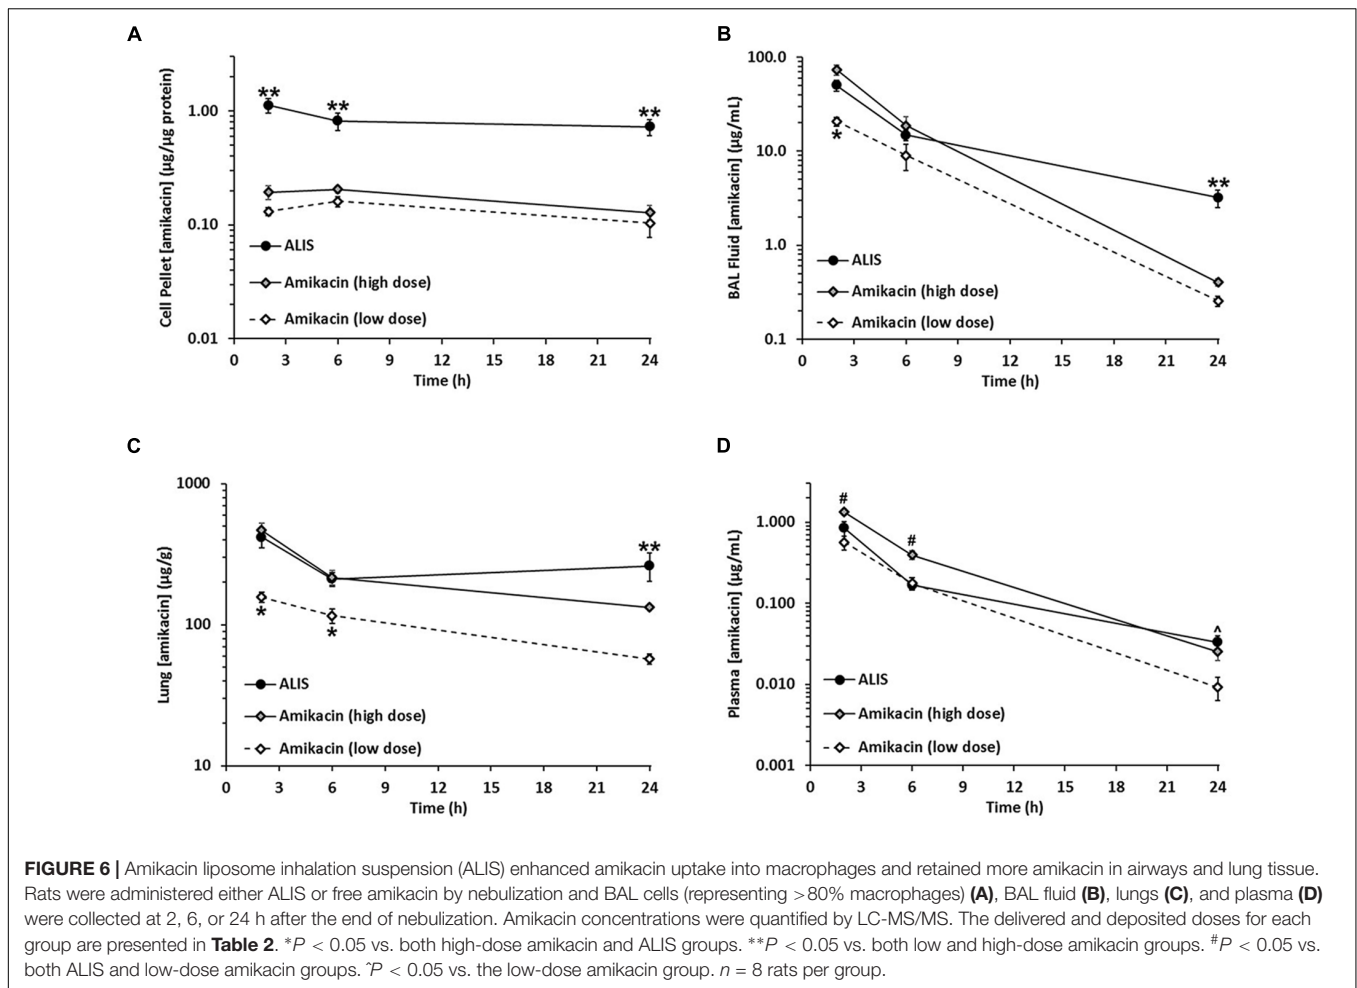 A
Cell Pellet [amikacin] (µg/µg protein)
1.00
0.10
0.01
** ** **
ALIS
Amikacin (high dose)
Amikacin (low dose)
0 3 6 9 12 15 18 21 24
Time (h)
B
BAL Fluid [amikacin] (µg/mL)
100.0
10.0
1.0
0.1
*
**
ALIS
Amikacin (high dose)
Amikacin (low dose)
0 3 6 9 12 15 18 21 24
Time (h)
C
Lung [amikacin] (µg/g)
1000
100
10
* *
**
ALIS
Amikacin (high dose)
Amikacin (low dose)
0 3 6 9 12 15 18 21 24
Time (h)
D
Plasma [amikacin] (µg/mL)
1.000
0.100
0.010
0.001
# #
^
ALIS
Amikacin (high dose)
Amikacin (low dose)
0 3 6 9 12 15 18 21 24
Time (h)
FIGURE 6 | Amikacin liposome inhalation suspension (ALIS) enhanced amikacin uptake into macrophages and retained more amikacin in airways and lung tissue.
Rats were administered either ALIS or free amikacin by nebulization and BAL cells (representing >80% macrophages) (A), BAL fluid (B), lungs (C), and plasma (D)
were collected at 2, 6, or 24 h after the end of nebulization. Amikacin concentrations were quantified by LC-MS/MS. The delivered and deposited doses for each
group are presented in Table 2. *P < 0.05 vs. both high-dose amikacin and ALIS groups. **P < 0.05 vs. both low and high-dose amikacin groups. #P < 0.05 vs.
both ALIS and low-dose amikacin groups. ˆP < 0.05 vs. the low-dose amikacin group. n = 8 rats per group.